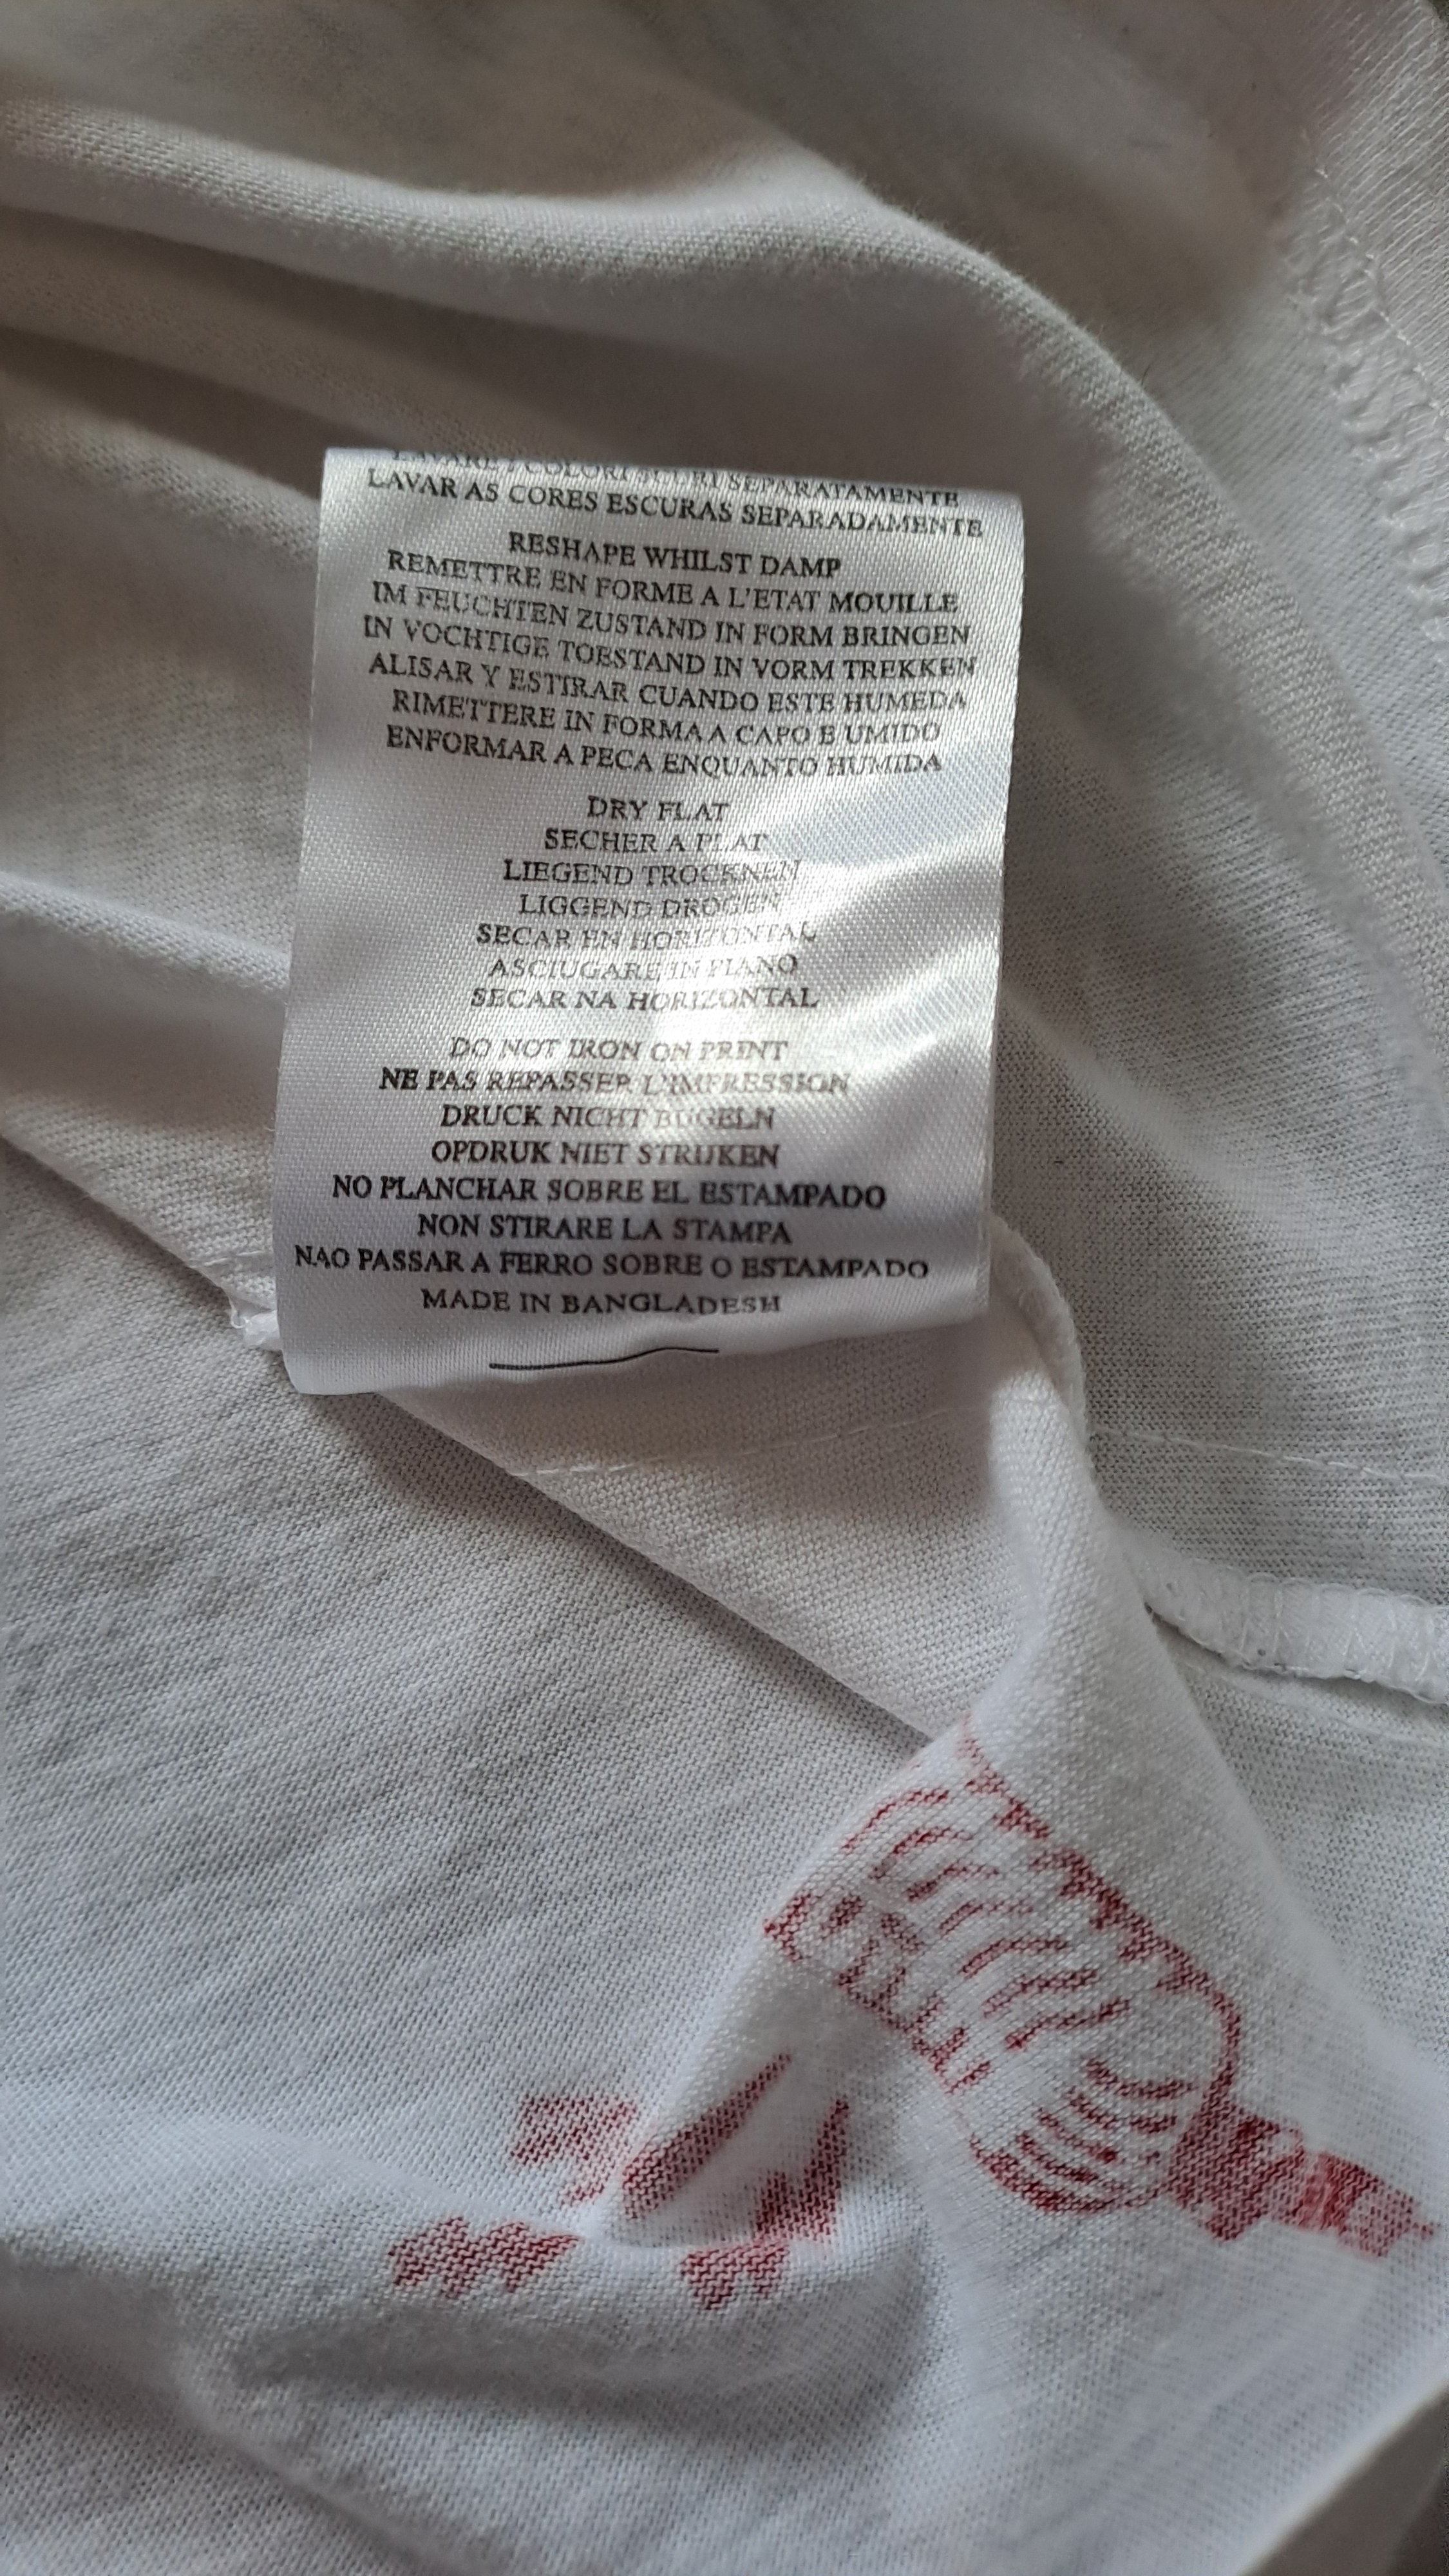 LAVARE I COLORI SCURI SEPARATAMENTE
LAVAR AS CORES ESCURAS SEPARADAMENTE
RESHAPE WHILST DAMP
REMETTRE EN FORME A L'ETAT MOUILLE
IM FEUCHTEN ZUSTAND IN FORM BRINGEN
IN VOCHTIGE TOESTAND IN VORM TREKKEN
ALISAR Y ESTIRAR CUANDO ESTE HUMEDA
RIMETTERE IN FORMA A CAPO E UMIDO
ENFORMAR A PECA ENQUANTO HUMIDA
DRY FLAT
SECHER A PLAT
LIEGEND TROCKNEN
LIGGEND DROGEN
SECAR EN HORIZONTAL
ASCIUGARE IN PIANO
SECAR NA HORIZONTAL
DO NOT IRON ON PRINT
NE PAS REPASSER L'IMPRESSION
DRUCK NICHT BUGELN
OPDRUK NIET STRIJKEN
NO PLANCHAR SOBRE EL ESTAMPADO
NON STIRARE LA STAMPA
NAO PASSAR A FERRO SOBRE O ESTAMPADO
MADE IN BANGLADESH